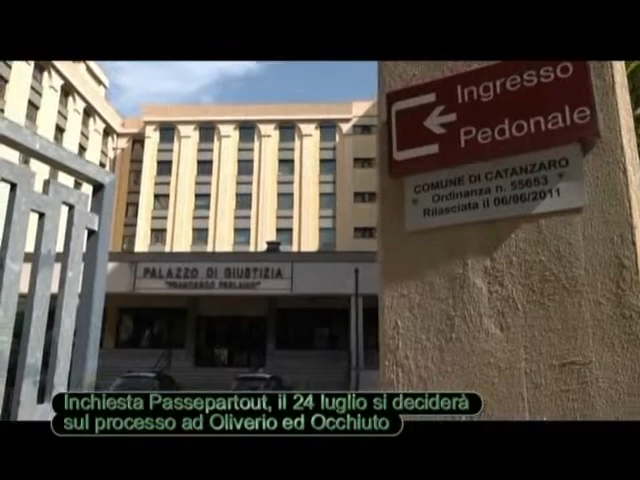 Ingresso
Pedonale
COMUNE DI CATANZARO
Ordinanza n. 55653
Rilasciata il 06/06/2011
PALAZZO DI GIUSTIZIA
"FRANCESCO FERLAINO"
Inchiesta Passepartout, il 24 luglio si deciderà
sul processo ad Oliverio ed Occhiuto